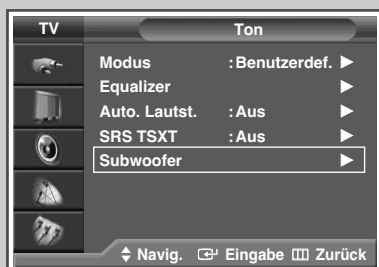 TV Ton
Modus :Benutzerdef.
Equalizer
Auto. Lautst. :Aus
SRS TSXT :Aus
Subwoofer
Navig. Eingabe Zurück